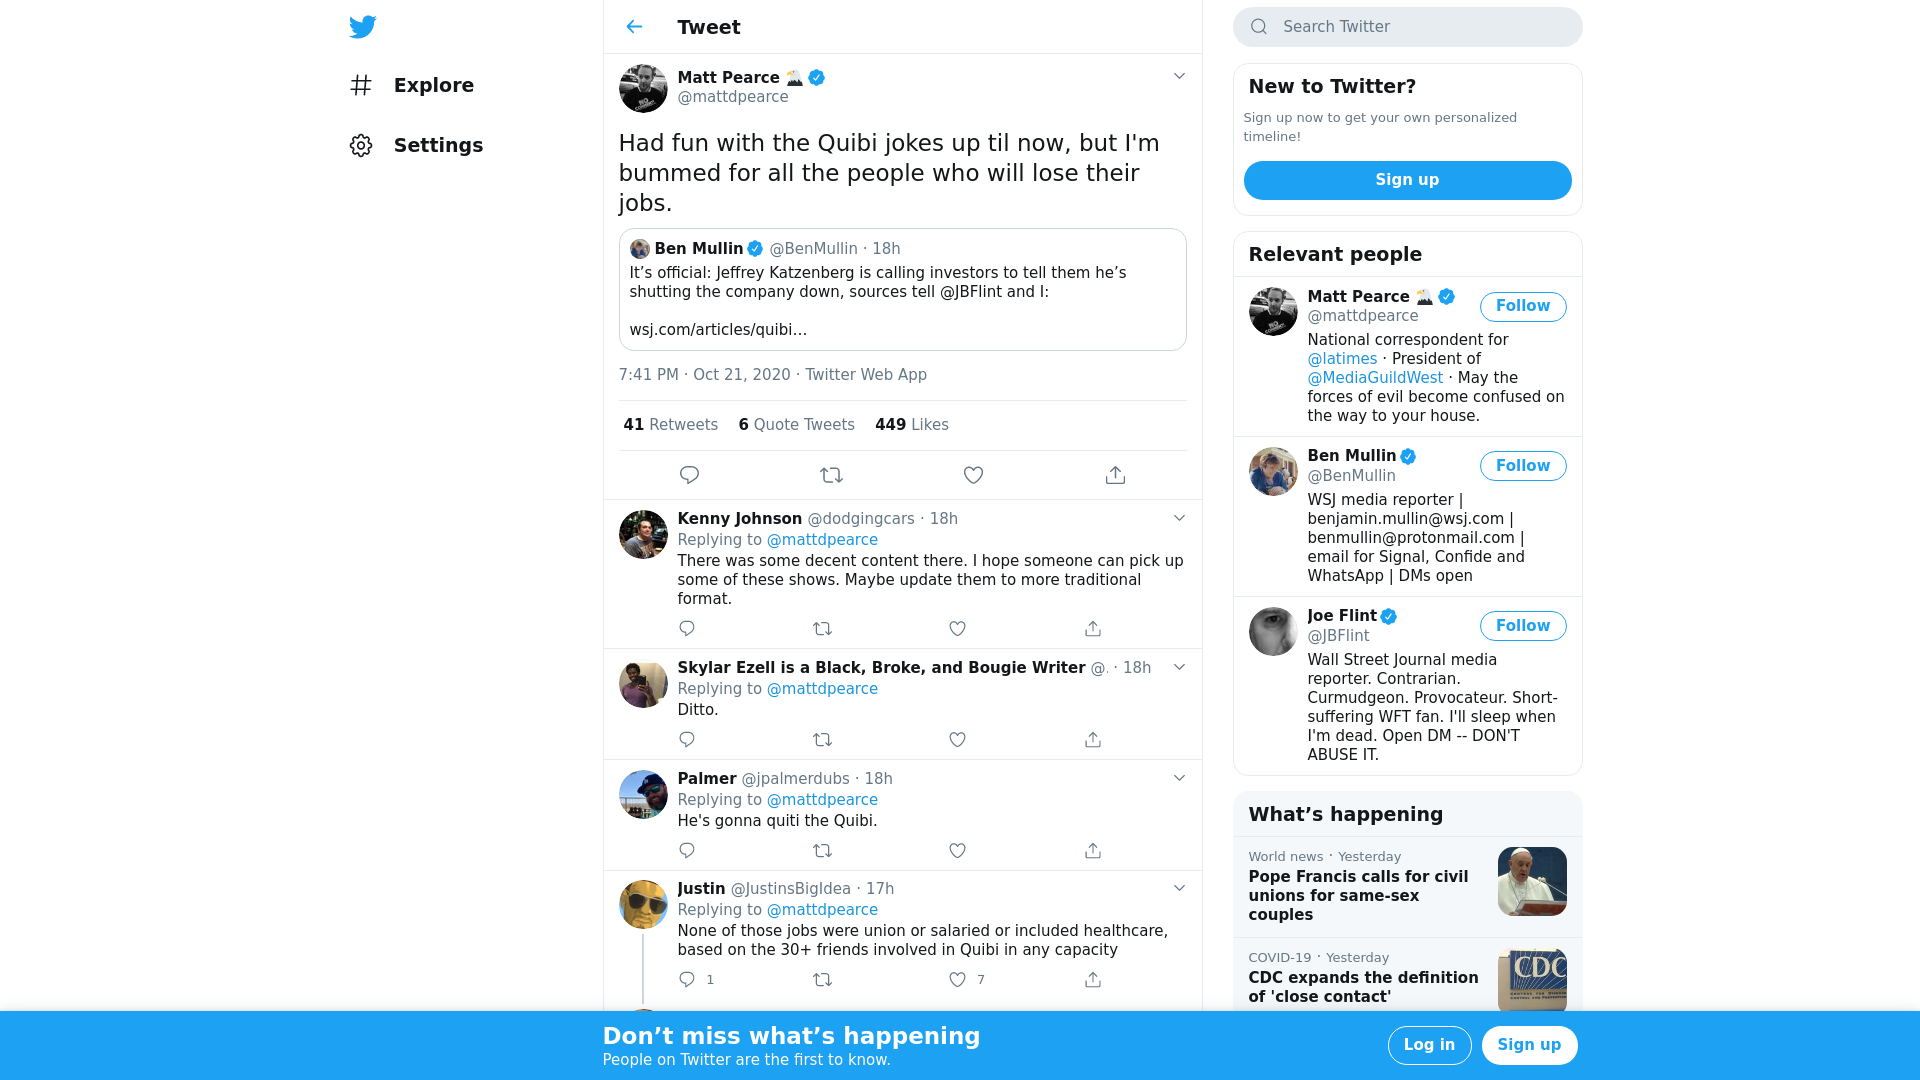 Explore
Settings
Tweet
Matt Pearce 🦅
@mattdpearce
Had fun with the Quibi jokes up til now, but I'm
bummed for all the people who will lose their
jobs.
Ben Mullin @BenMullin · 18h
It’s official: Jeffrey Katzenberg is calling investors to tell them he’s
shutting the company down, sources tell @JBFlint and I:
wsj.com/articles/quibi…
7:41 PM · Oct 21, 2020 · Twitter Web App
41 Retweets 6 Quote Tweets 449 Likes
Kenny Johnson @dodgingcars · 18h
Replying to @mattdpearce
There was some decent content there. I hope someone can pick up
some of these shows. Maybe update them to more traditional
format.
Skylar Ezell is a Black, Broke, and Bougie Writer @. · 18h
Replying to @mattdpearce
Ditto.
Palmer @jpalmerdubs · 18h
Replying to @mattdpearce
He's gonna quiti the Quibi.
Justin @JustinsBigIdea · 17h
Replying to @mattdpearce
None of those jobs were union or salaried or included healthcare,
based on the 30+ friends involved in Quibi in any capacity
1 7
Search Twitter
New to Twitter?
Sign up now to get your own personalized
timeline!
Sign up
Relevant people
Matt Pearce 🦅
@mattdpearce
Follow
National correspondent for
@latimes · President of
@MediaGuildWest · May the
forces of evil become confused on
the way to your house.
Ben Mullin
@BenMullin
Follow
WSJ media reporter |
benjamin.mullin@wsj.com |
benmullin@protonmail.com |
email for Signal, Confide and
WhatsApp | DMs open
Joe Flint
@JBFlint
Follow
Wall Street Journal media
reporter. Contrarian.
Curmudgeon. Provocateur. Short-
suffering WFT fan. I'll sleep when
I'm dead. Open DM -- DON'T
ABUSE IT.
What’s happening
World news · Yesterday
Pope Francis calls for civil
unions for same-sex
couples
COVID-19 · Yesterday
CDC expands the definition
of 'close contact'
CDC
Don’t miss what’s happening
People on Twitter are the first to know.
Log in
Sign up